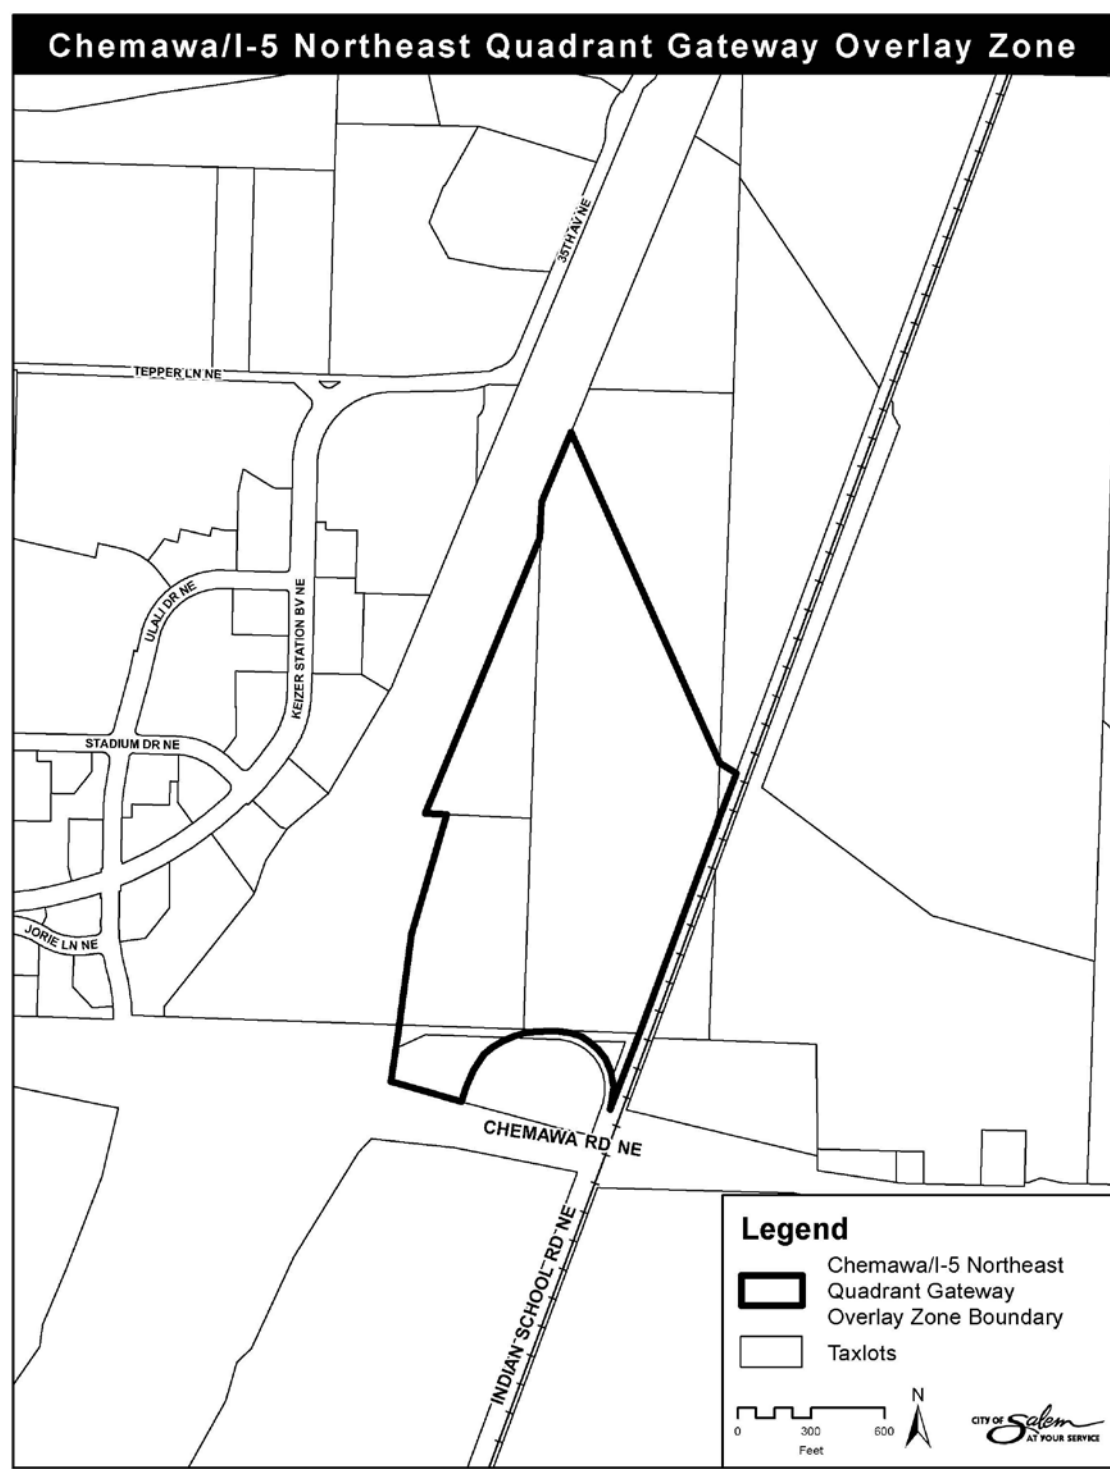 Chemawa/I-5 Northeast Quadrant Gateway Overlay Zone
35TH AV NE
TEPPER LN NE
ULALI DR NE
KEIZER STATION BV NE
STADIUM DR NE
JORIE LN NE
CHEMAWA RD NE
INDIAN SCHOOL RD NE
Legend
Chemawa/I-5 Northeast
Quadrant Gateway
Overlay Zone Boundary
Taxlots
N
0 300 600
Feet
CITY OF Salem
AT YOUR SERVICE